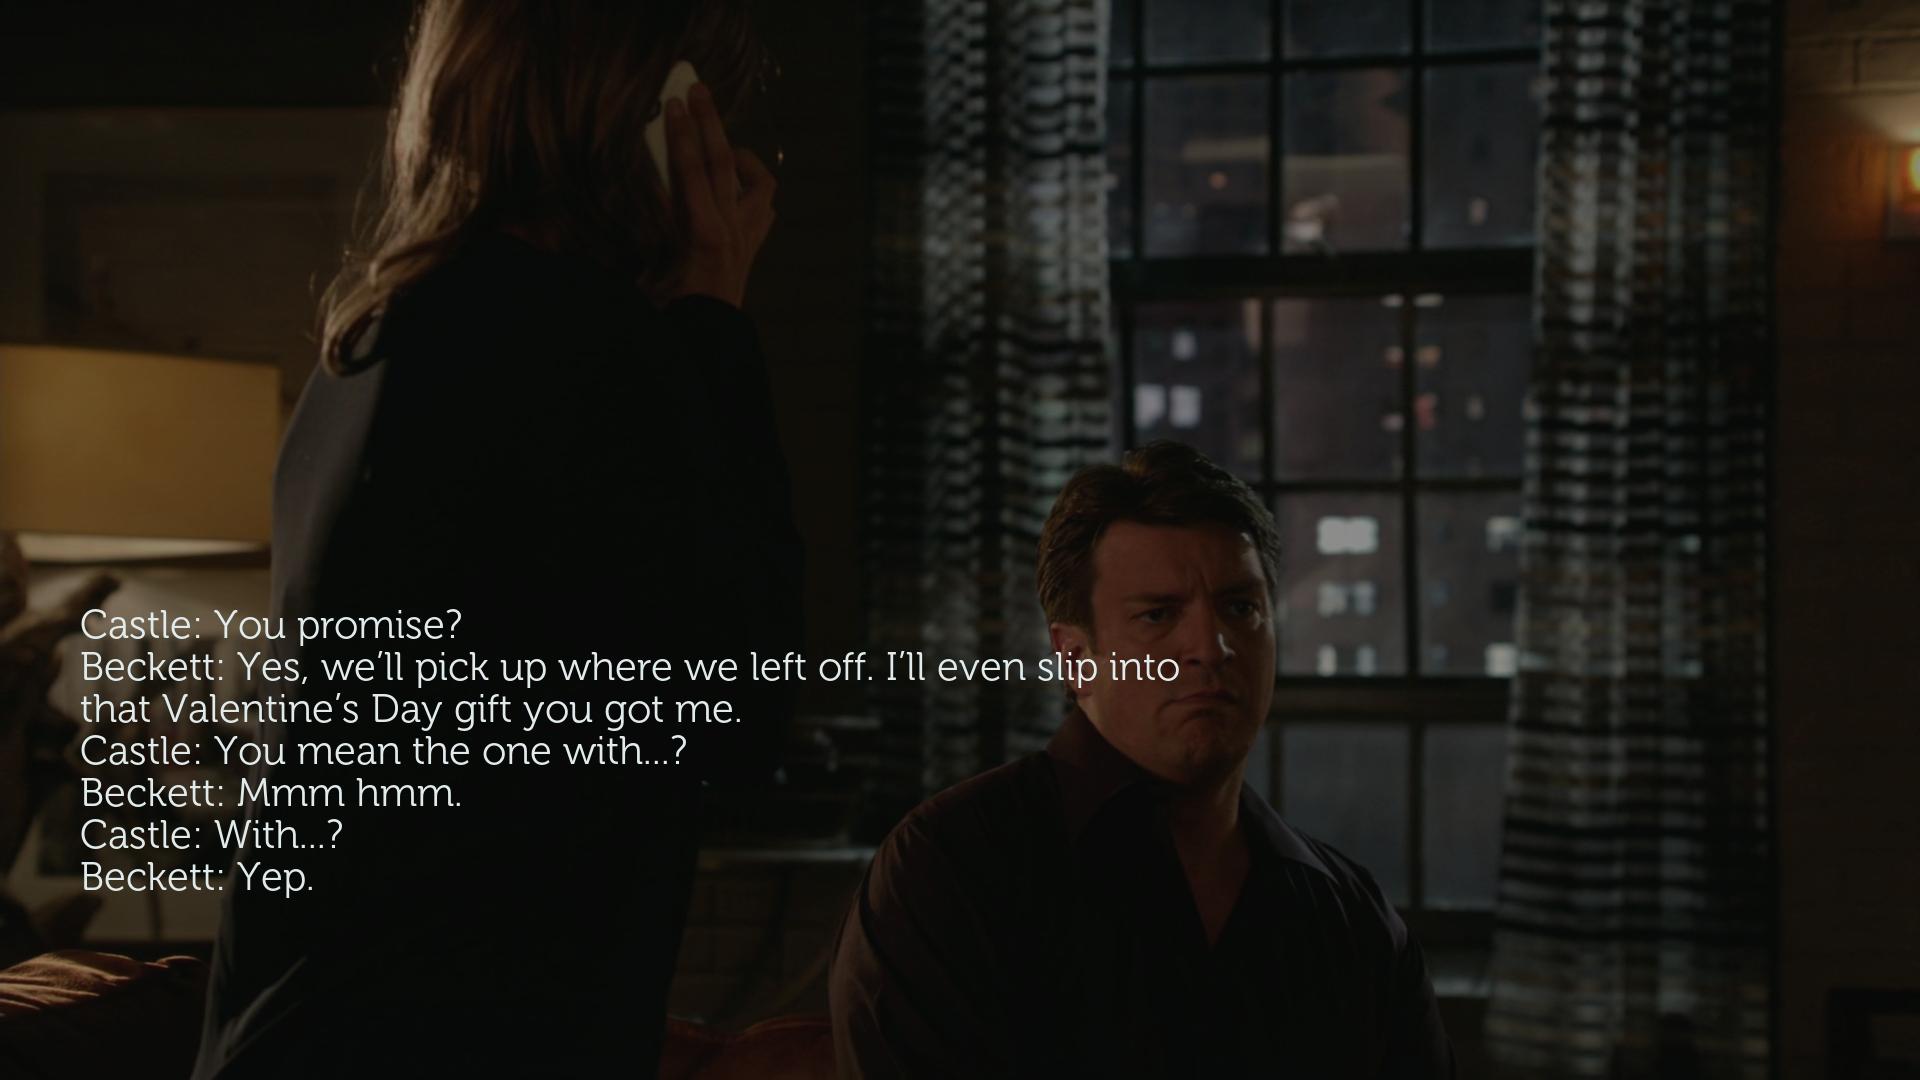 Castle: You promise?
Beckett: Yes, we’ll pick up where we left off. I’ll even slip into
that Valentine’s Day gift you got me.
Castle: You mean the one with...?
Beckett: Mmm hmm.
Castle: With...?
Beckett: Yep.